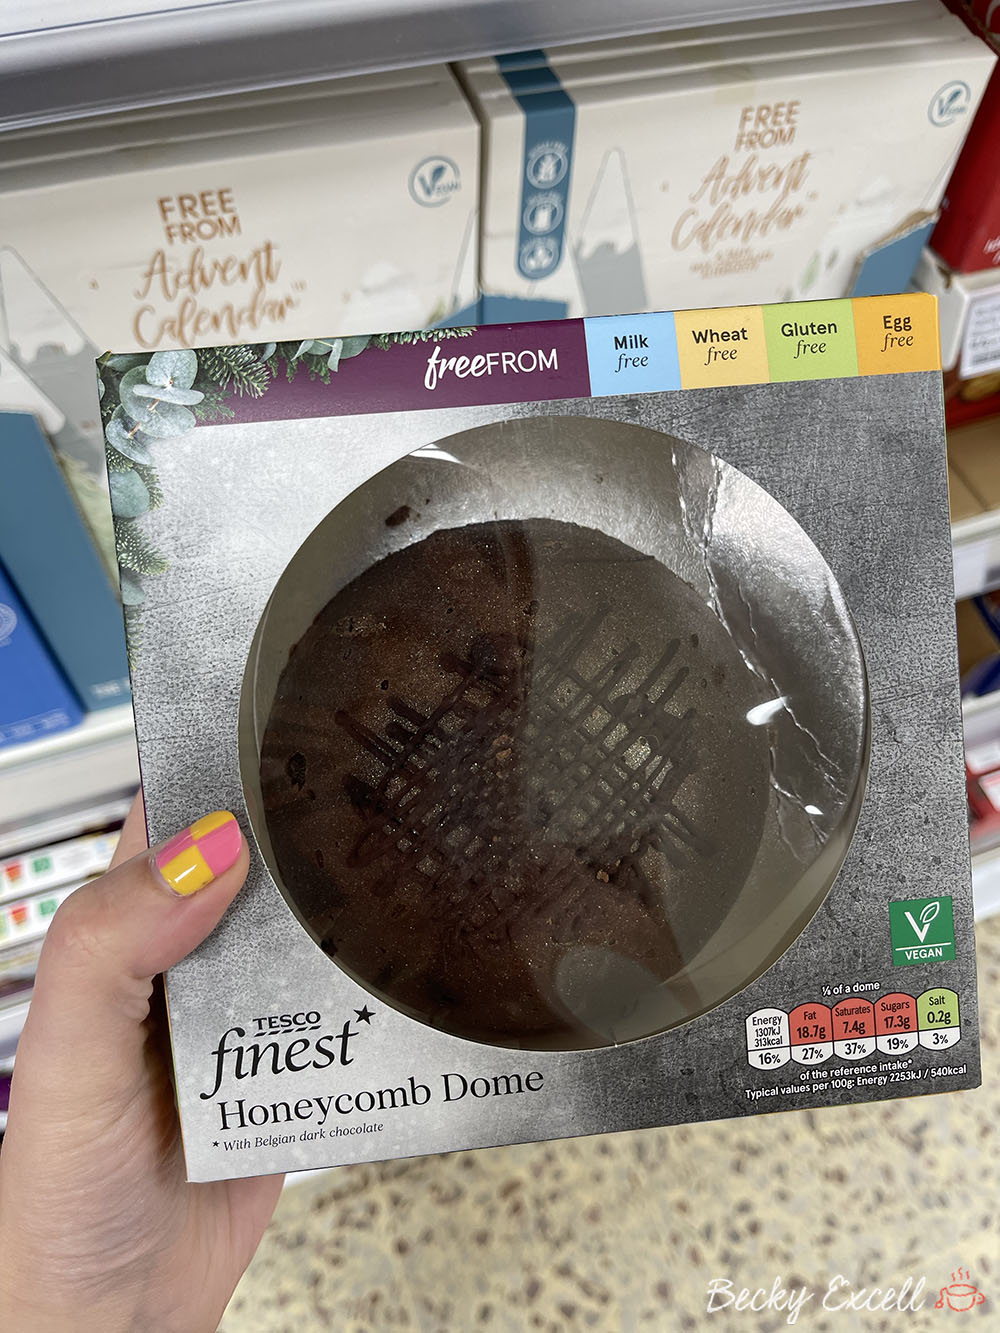 FREE
FROM
Advent
Calendar
VEGAN
FREE
FROM
Advent
Calendar
freeFROM
Milk
free
Wheat
free
Gluten
free
Egg
free
VEGAN
TESCO
finest
Honeycomb Dome
★ With Belgian dark chocolate
⅙ of a dome
Energy
1307kJ
313kcal
16%
Fat
18.7g
27%
Saturates
7.4g
37%
Sugars
17.3g
19%
Salt
0.2g
3%
of the reference intake*
Typical values per 100g: Energy 2253kJ / 540kcal
Becky Excell